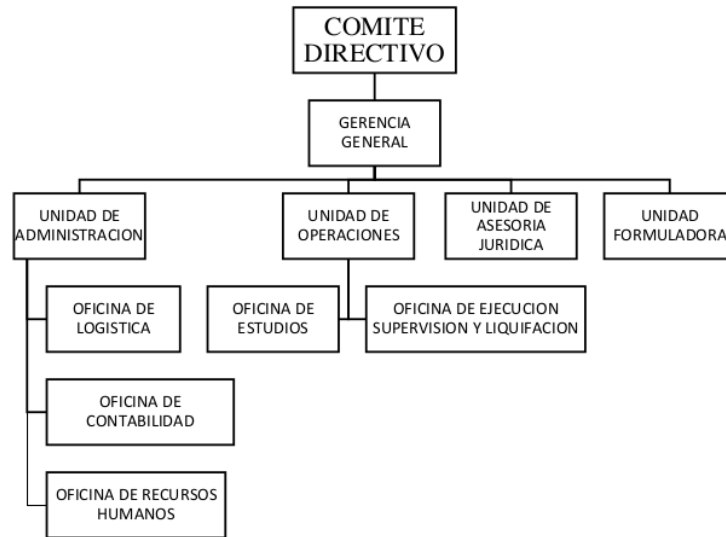 COMITE
DIRECTIVO
GERENCIA
GENERAL
UNIDAD DE
ADMINISTRACION
UNIDAD DE
OPERACIONES
UNIDAD DE
ASESORIA
JURIDICA
UNIDAD
FORMULADORA
OFICINA DE
LOGISTICA
OFICINA DE
ESTUDIOS
OFICINA DE EJECUCION
SUPERVISION Y LIQUIFACION
OFICINA DE
CONTABILIDAD
OFICINA DE RECURSOS
HUMANOS